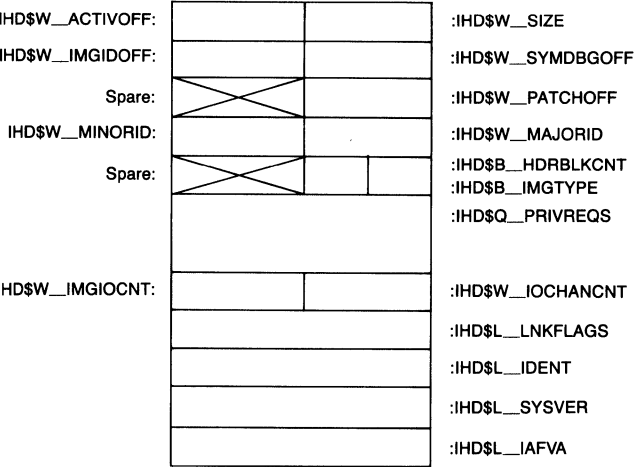 IHD$W__ACTIVOFF: :IHD$W__SIZE
IHD$W__IMGIDOFF: :IHD$W__SYMDBGOFF
Spare: :IHD$W__PATCHOFF
IHD$W__MINORID: :IHD$W__MAJORID
Spare: :IHD$B__HDRBLKCNT
:IHD$B__IMGTYPE
:IHD$Q__PRIVREQS
HD$W__IMGIOCNT: :IHD$W__IOCHANCNT
:IHD$L__LNKFLAGS
:IHD$L__IDENT
:IHD$L__SYSVER
:IHD$L__IAFVA